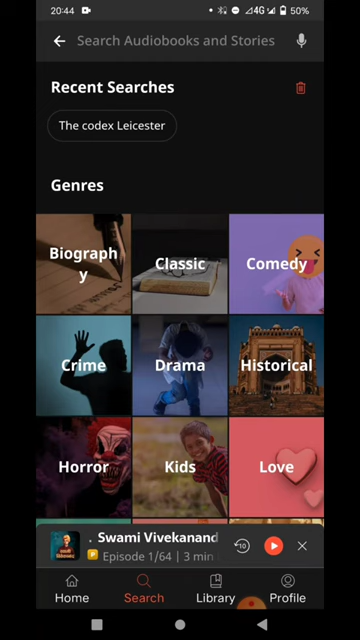 20:44
4G 50%
Search Audiobooks and Stories
Recent Searches
The codex Leicester
Genres
Biograph
y
Classic
Comedy
Crime
Drama
Historical
Horror
Kids
Love
. Swami Vivekanand
P Episode 1/64 | 3 min
10
Home
Search
Library
Profile